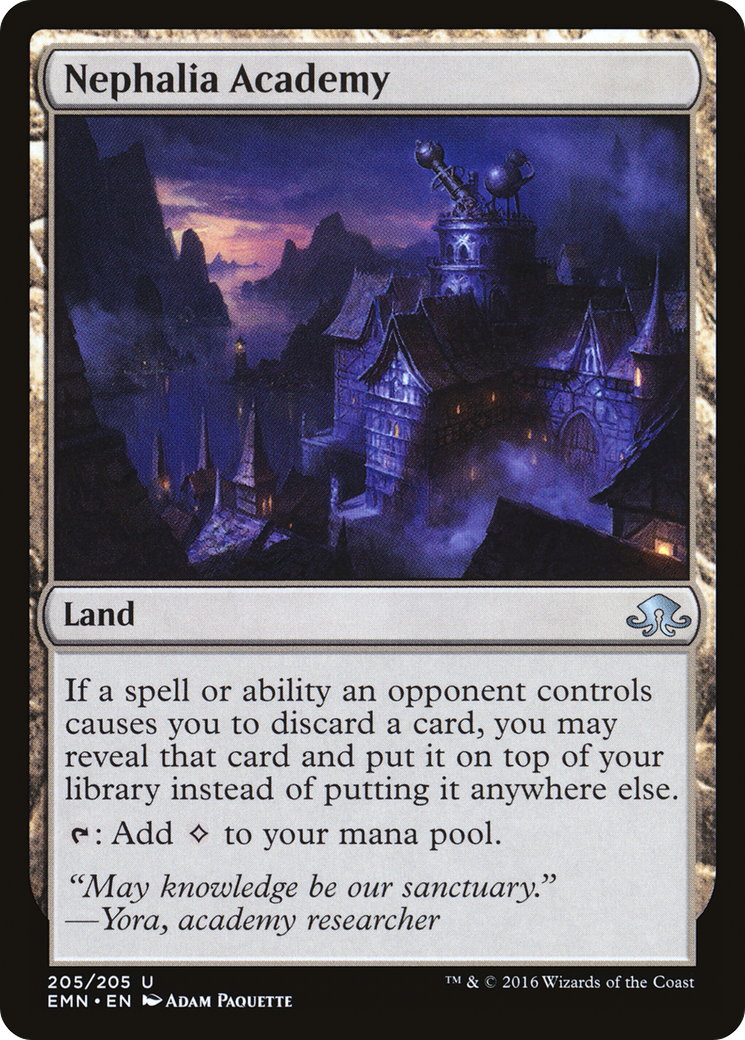 Nephalia Academy
Land
If a spell or ability an opponent controls
causes you to discard a card, you may
reveal that card and put it on top of your
library instead of putting it anywhere else.
: Add to your mana pool.
“May knowledge be our sanctuary.”
—Yora, academy researcher
205/205 U
™ & © 2016 Wizards of the Coast
EMN • EN Adam Paquette